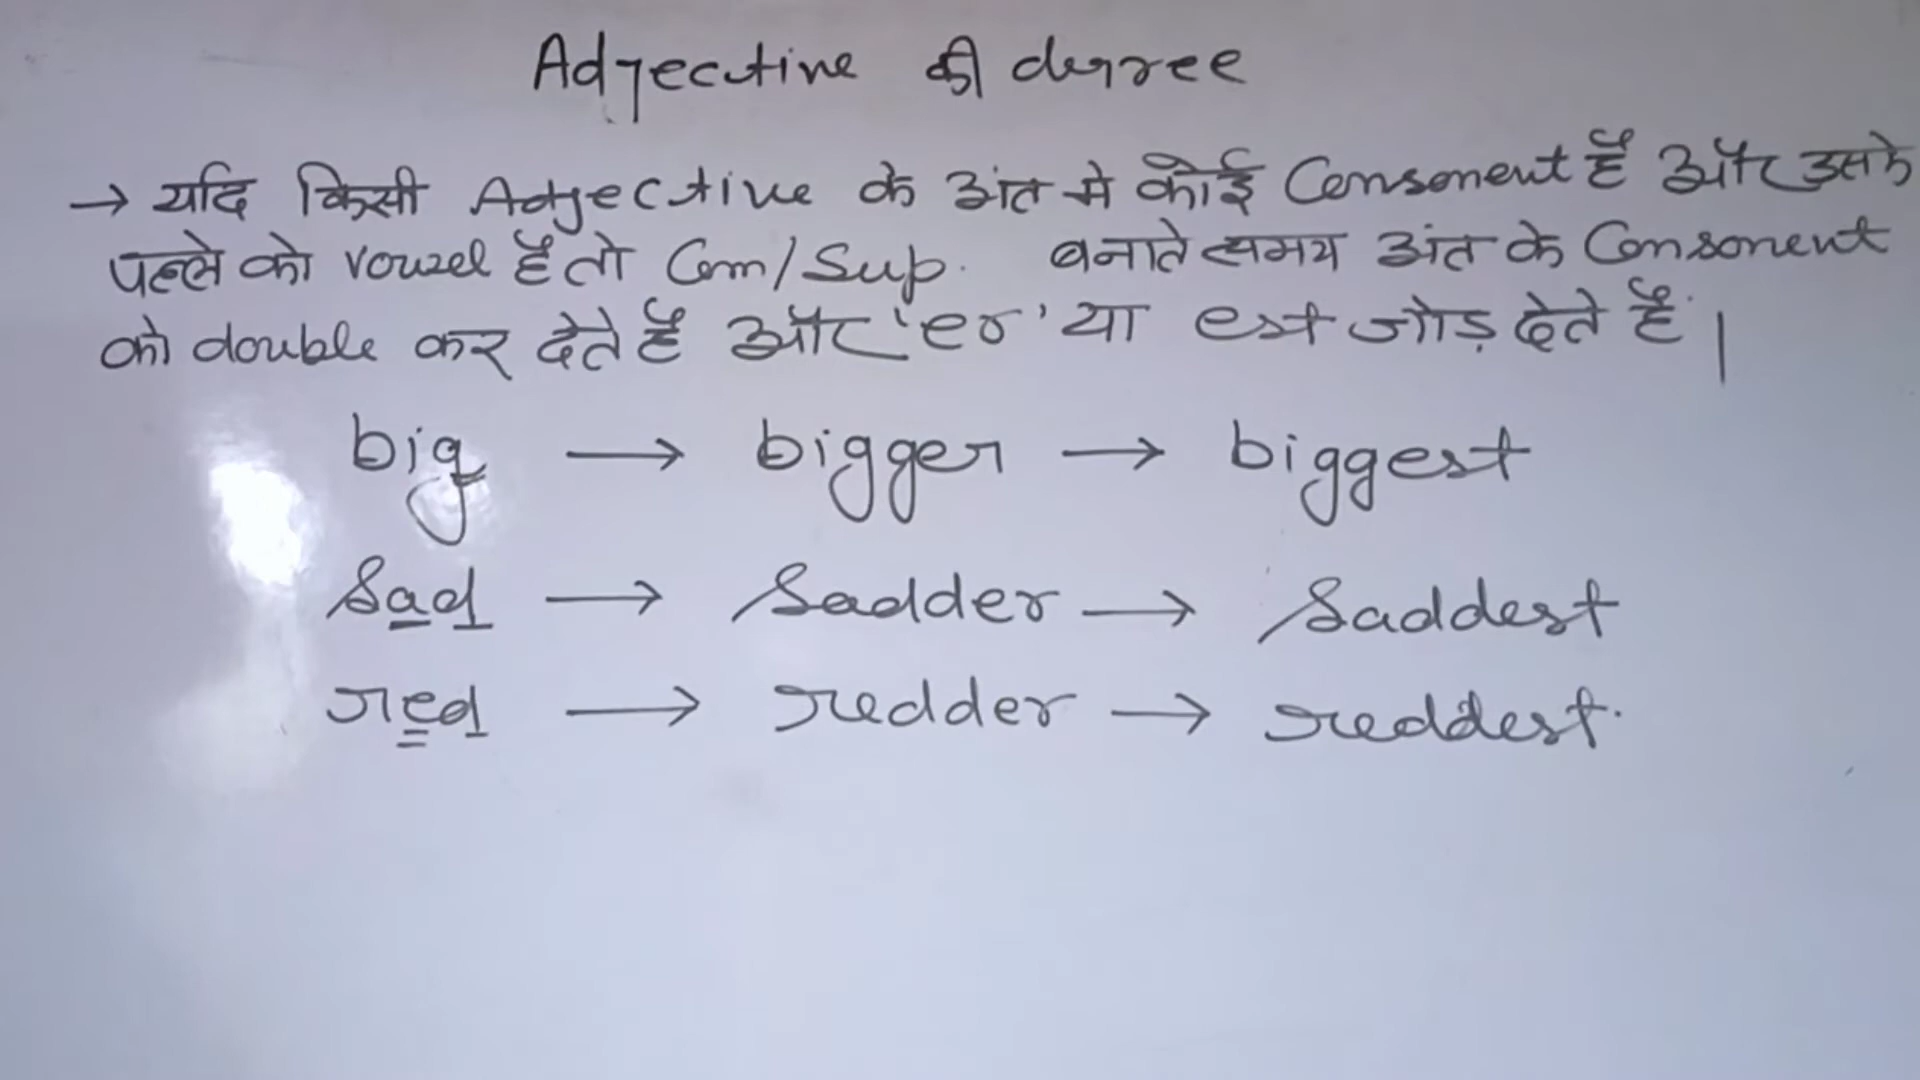 Adjective की degree
→ यदि किसी Adjective के अंत मे कोई Consonent है और उसके
पहले को vowel है तो Com/Sup. बनाते समय अंत के Consonent
को double कर देते है और 'er' या est जोड़ देते है।
big → bigger → biggest
Sad → Sadder → Saddest
red → redder → reddest.